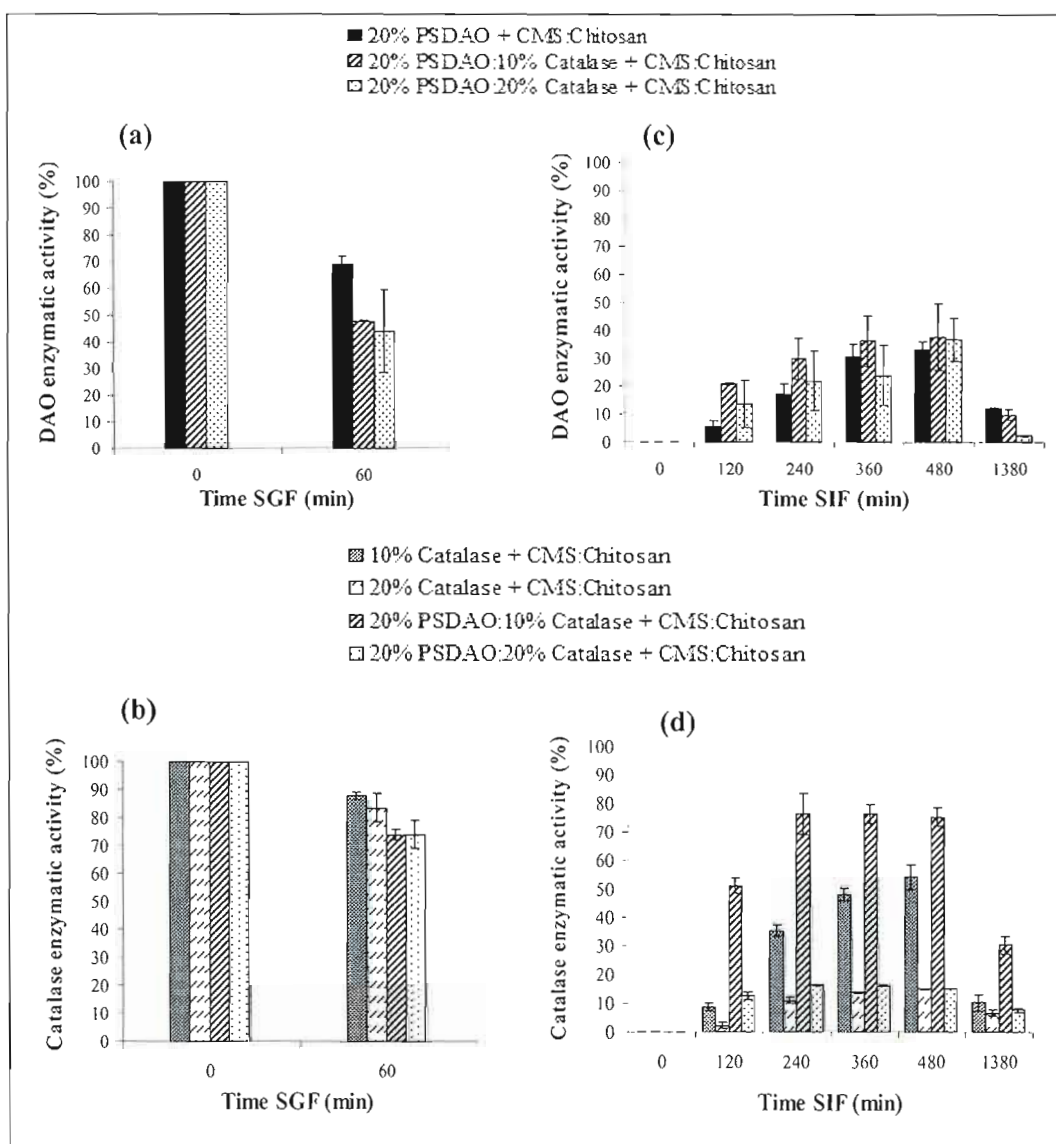 20% PSDAO + CMS:Chitosan
20% PSDAO:10% Catalase + CMS:Chitosan
20% PSDAO:20% Catalase + CMS:Chitosan
(a)
DAO enzymatic activity (%)
100
90
80
70
60
50
40
30
20
10
0
0 60
Time SGF (min)
(c)
DAO enzymatic activity (%)
100
90
80
70
60
50
40
30
20
10
0
0 120 240 360 480 1380
Time SIF (min)
10% Catalase + CMS:Chitosan
20% Catalase + CMS:Chitosan
20% PSDAO:10% Catalase + CMS:Chitosan
20% PSDAO:20% Catalase + CMS:Chitosan
(b)
Catalase enzymatic activity (%)
100
90
80
70
60
50
40
30
20
10
0
0 60
Time SGF (min)
(d)
Catalase enzymatic activity (%)
100
90
80
70
60
50
40
30
20
10
0
0 120 240 360 480 1380
Time SIF (min)